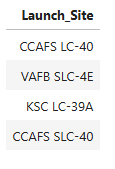 Launch_Site
CCAFS LC-40
VAFB SLC-4E
KSC LC-39A
CCAFS SLC-40